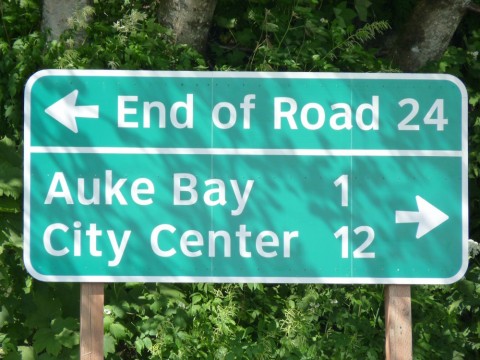 End of Road 24
Auke Bay 1
City Center 12